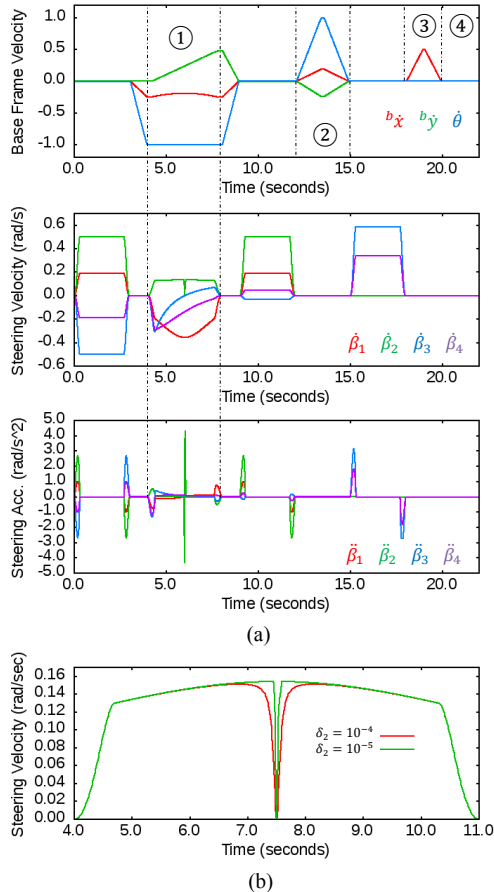 1.0
0.5
0.0
-0.5
-1.0
Base Frame Velocity
① ② ③ ④
ᵇẋ ᵇẏ θ̇
0.0 5.0 10.0 15.0 20.0
Time (seconds)
0.6
0.4
0.2
0.0
-0.2
-0.4
-0.6
Steering Velocity (rad/s)
β̇₁ β̇₂ β̇₃ β̇₄
0.0 5.0 10.0 15.0 20.0
Time (seconds)
5.0
4.0
3.0
2.0
1.0
0.0
-1.0
-2.0
-3.0
-4.0
-5.0
Steering Acc. (rad/s^2)
β̈₁ β̈₂ β̈₃ β̈₄
0.0 5.0 10.0 15.0 20.0
Time (seconds)
(a)
0.16
0.14
0.12
0.10
0.08
0.06
0.04
0.02
0.00
Steering Velocity (rad/sec)
δ₂ = 10⁻⁴
δ₂ = 10⁻⁵
4.0 5.0 6.0 7.0 8.0 9.0 10.0 11.0
Time (seconds)
(b)